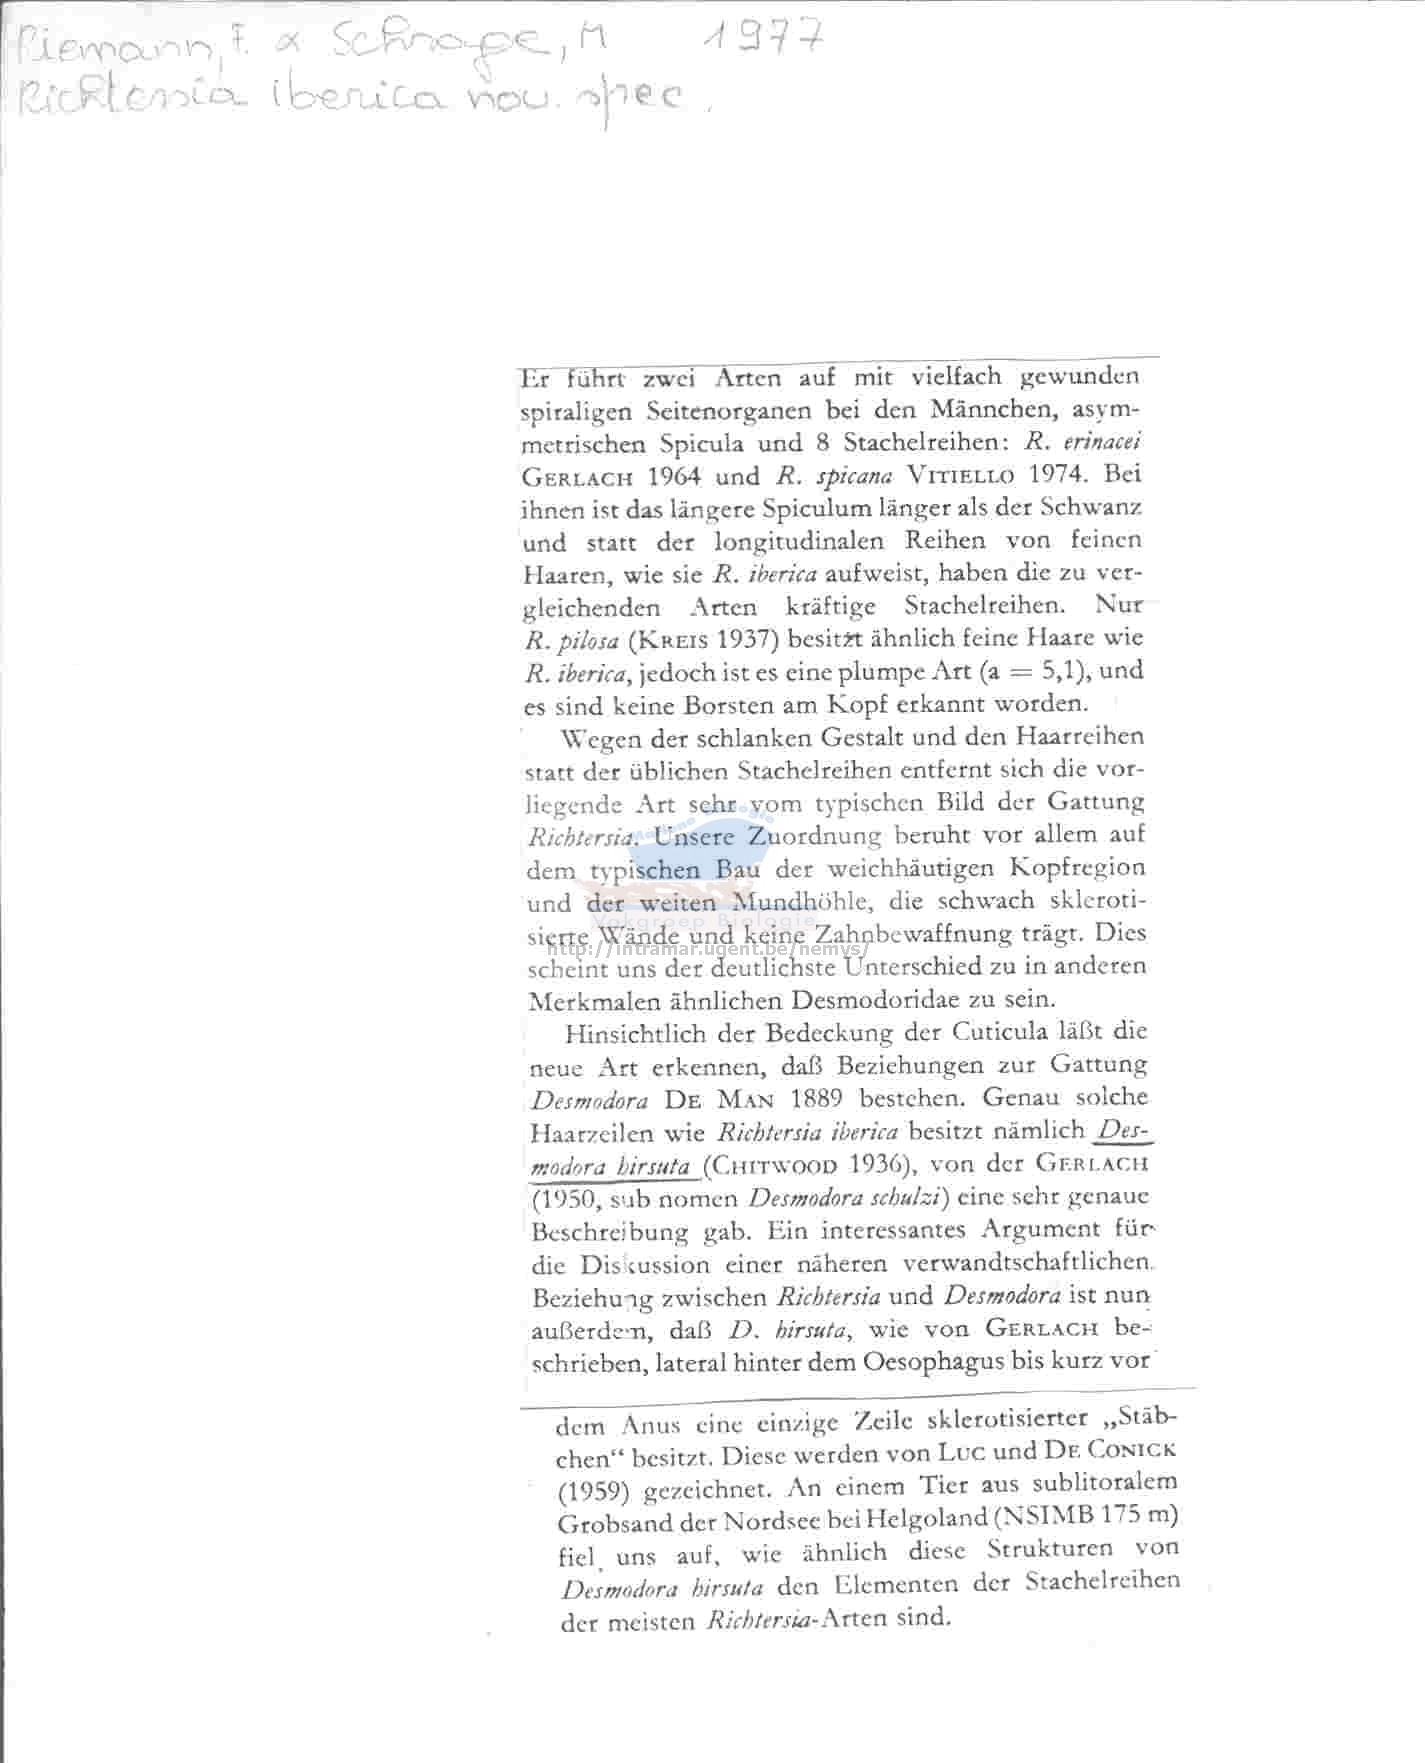 Riemann, F. & Schrage, M 1977
Richtersia iberica nov. spec.
Er führt zwei Arten auf mit vielfach gewunden
spiraligen Seitenorganen bei den Männchen, asym-
metrischen Spicula und 8 Stachelreihen: R. erinacei
GERLACH 1964 und R. spicana VITIELLO 1974. Bei
ihnen ist das längere Spiculum länger als der Schwanz
und statt der longitudinalen Reihen von feinen
Haaren, wie sie R. iberica aufweist, haben die zu ver-
gleichenden Arten kräftige Stachelreihen. Nur
R. pilosa (KREIS 1937) besitzt ähnlich feine Haare wie
R. iberica, jedoch ist es eine plumpe Art (a = 5,1), und
es sind keine Borsten am Kopf erkannt worden.
Wegen der schlanken Gestalt und den Haarreihen
statt der üblichen Stachelreihen entfernt sich die vor-
liegende Art sehr vom typischen Bild der Gattung
Richtersia. Unsere Zuordnung beruht vor allem auf
dem typischen Bau der weichhäutigen Kopfregion
und der weiten Mundhöhle, die schwach skleroti-
Vakgroep Biologie
sierte Wände und keine Zahnbewaffnung trägt. Dies
http://intramar.ugent.be/nemys/
scheint uns der deutlichste Unterschied zu in anderen
Merkmalen ähnlichen Desmodoridae zu sein.
Hinsichtlich der Bedeckung der Cuticula läßt die
neue Art erkennen, daß Beziehungen zur Gattung
Desmodora DE MAN 1889 bestehen. Genau solche
Haarzeilen wie Richtersia iberica besitzt nämlich Des-
modora hirsuta (CHITWOOD 1936), von der GERLACH
(1950, sub nomen Desmodora schulzi) eine sehr genaue
Beschreibung gab. Ein interessantes Argument für
die Diskussion einer näheren verwandtschaftlichen
Beziehung zwischen Richtersia und Desmodora ist nun
außerdem, daß D. hirsuta, wie von GERLACH be-
schrieben, lateral hinter dem Oesophagus bis kurz vor
dem Anus eine einzige Zeile sklerotisierter „Stäb-
chen“ besitzt. Diese werden von LUC und DE CONICK
(1959) gezeichnet. An einem Tier aus sublitoralem
Grobsand der Nordsee bei Helgoland (NSIMB 175 m)
fiel uns auf, wie ähnlich diese Strukturen von
Desmodora hirsuta den Elementen der Stachelreihen
der meisten Richtersia-Arten sind.